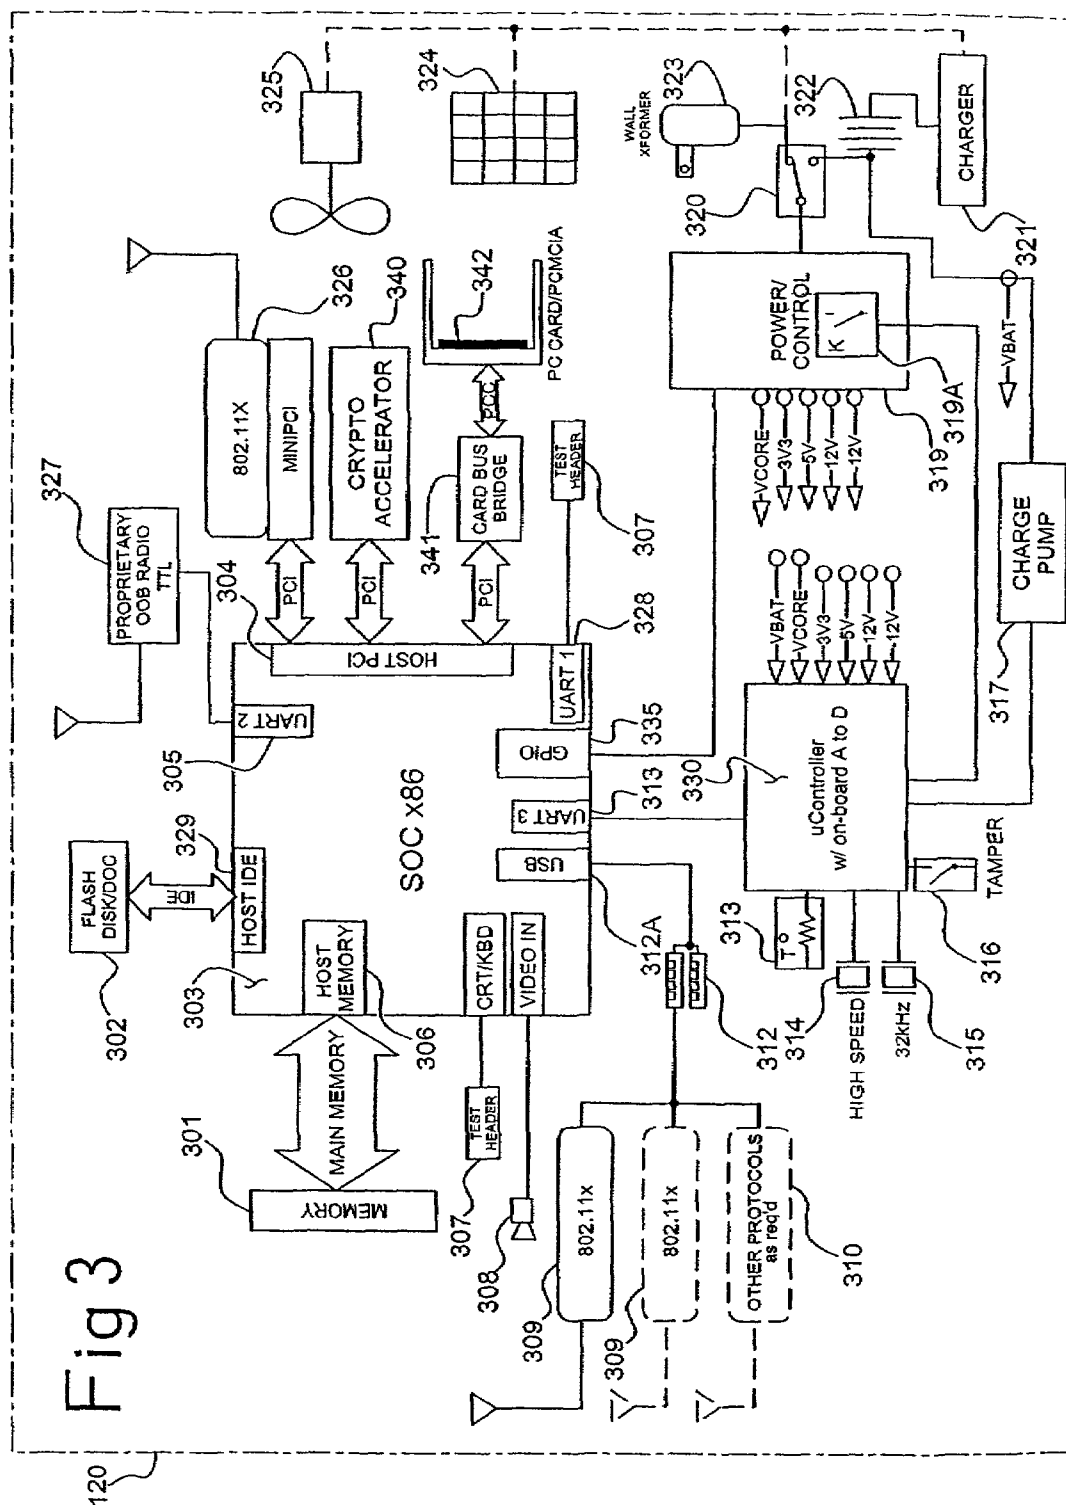 Fig 3
120
301
MEMORY
MAIN MEMORY
HOST
MEMORY
306
302
FLASH
DISK/DOC
IDE
329
HOST IDE
303
SOC x86
327
PROPRIETARY
OOB RADIO
TTL
UART 2
305
304
HOST PCI
PCI
802.11X
MINIPCI
326
PCI
CRYPTO
ACCELERATOR
340
PCI
CARD BUS
BRIDGE
341
PCC
342
PC CARD/PCMCIA
325
324
TEST
HEADER
307
UART 1
328
GPIO
335
UART 3
313
USB
312A
CRT/KBD
VIDEO IN
TEST
HEADER
307
308
309
802.11x
309
802.11x
OTHER PROTOCOLS
as req'd
310
312
330
uController
w/ on-board A to D
T°
313
314
HIGH SPEED
32kHz
315
316
TAMPER
VBAT
VCORE
3V3
5V
12V
-12V
VCORE
3V3
5V
12V
-12V
POWER/
CONTROL
K
319
319A
320
WALL
XFORMER
323
322
CHARGER
321
VBAT
CHARGE
PUMP
317